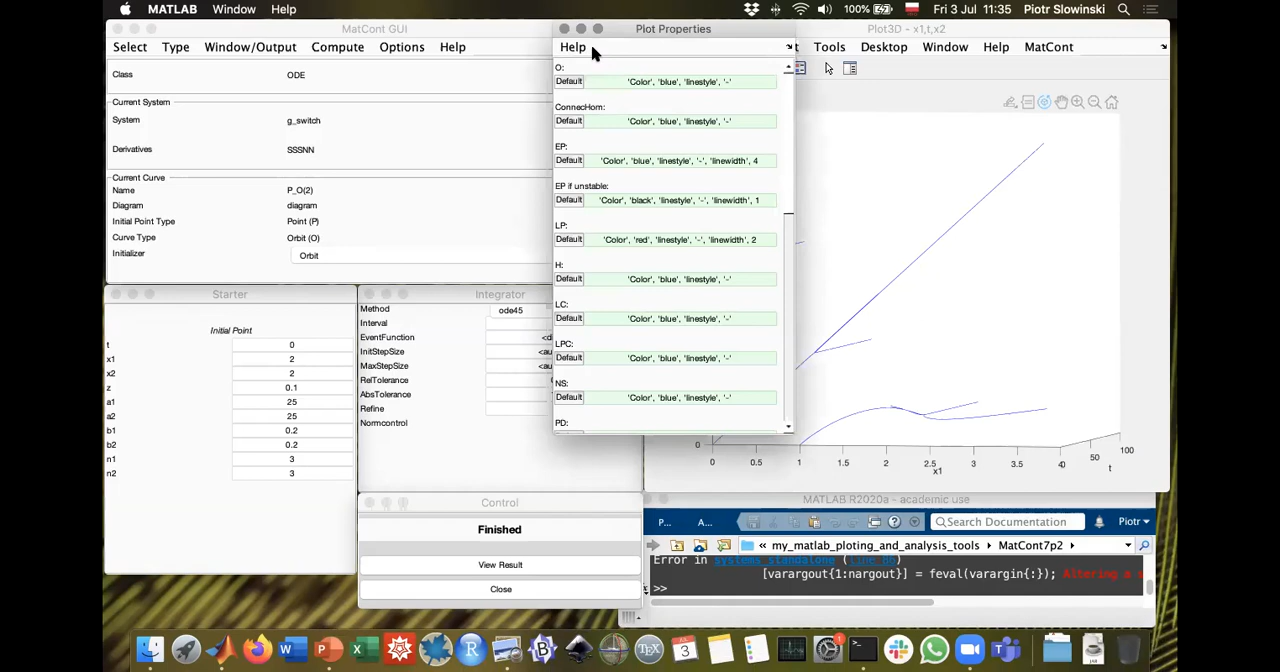 MATLAB Window Help
100% Fri 3 Jul 11:35 Piotr Slowinski
MatCont GUI
Select Type Window/Output Compute Options Help
Class ODE
Current System
System g_switch
Derivatives SSSNN
Current Curve
Name P_O(2)
Diagram diagram
Initial Point Type Point (P)
Curve Type Orbit (O)
Initializer Orbit
Plot Properties
Help
O:
Default 'Color', 'blue', 'linestyle', '-'
ConnecHom:
Default 'Color', 'blue', 'linestyle', '-'
EP:
Default 'Color', 'blue', 'linestyle', '-', 'linewidth', 4
EP if unstable:
Default 'Color', 'black', 'linestyle', '-', 'linewidth', 1
LP:
Default 'Color', 'red', 'linestyle', '-', 'linewidth', 2
H:
Default 'Color', 'blue', 'linestyle', '-'
LC:
Default 'Color', 'blue', 'linestyle', '-'
LPC:
Default 'Color', 'blue', 'linestyle', '-'
NS:
Default 'Color', 'blue', 'linestyle', '-'
PD:
Plot3D - x1,t,x2
Tools Desktop Window Help MatCont
0
0 0.5 1 1.5 2 2.5 3 3.5 4 0 50 100
x1 t
Starter
Initial Point
t 0
x1 2
x2 2
z 0.1
a1 25
a2 25
b1 0.2
b2 0.2
n1 3
n2 3
Integrator
Method ode45
Interval
EventFunction
InitStepSize
MaxStepSize
RelTolerance
AbsTolerance
Refine
Normcontrol
Control
Finished
View Result
Close
MATLAB R2020a - academic use
P... A... Search Documentation Piotr
« my_matlab_ploting_and_analysis_tools › MatCont7p2 ›
Error in systems_standalone
[varargout{1:nargout}] = feval(varargin{:});
>>